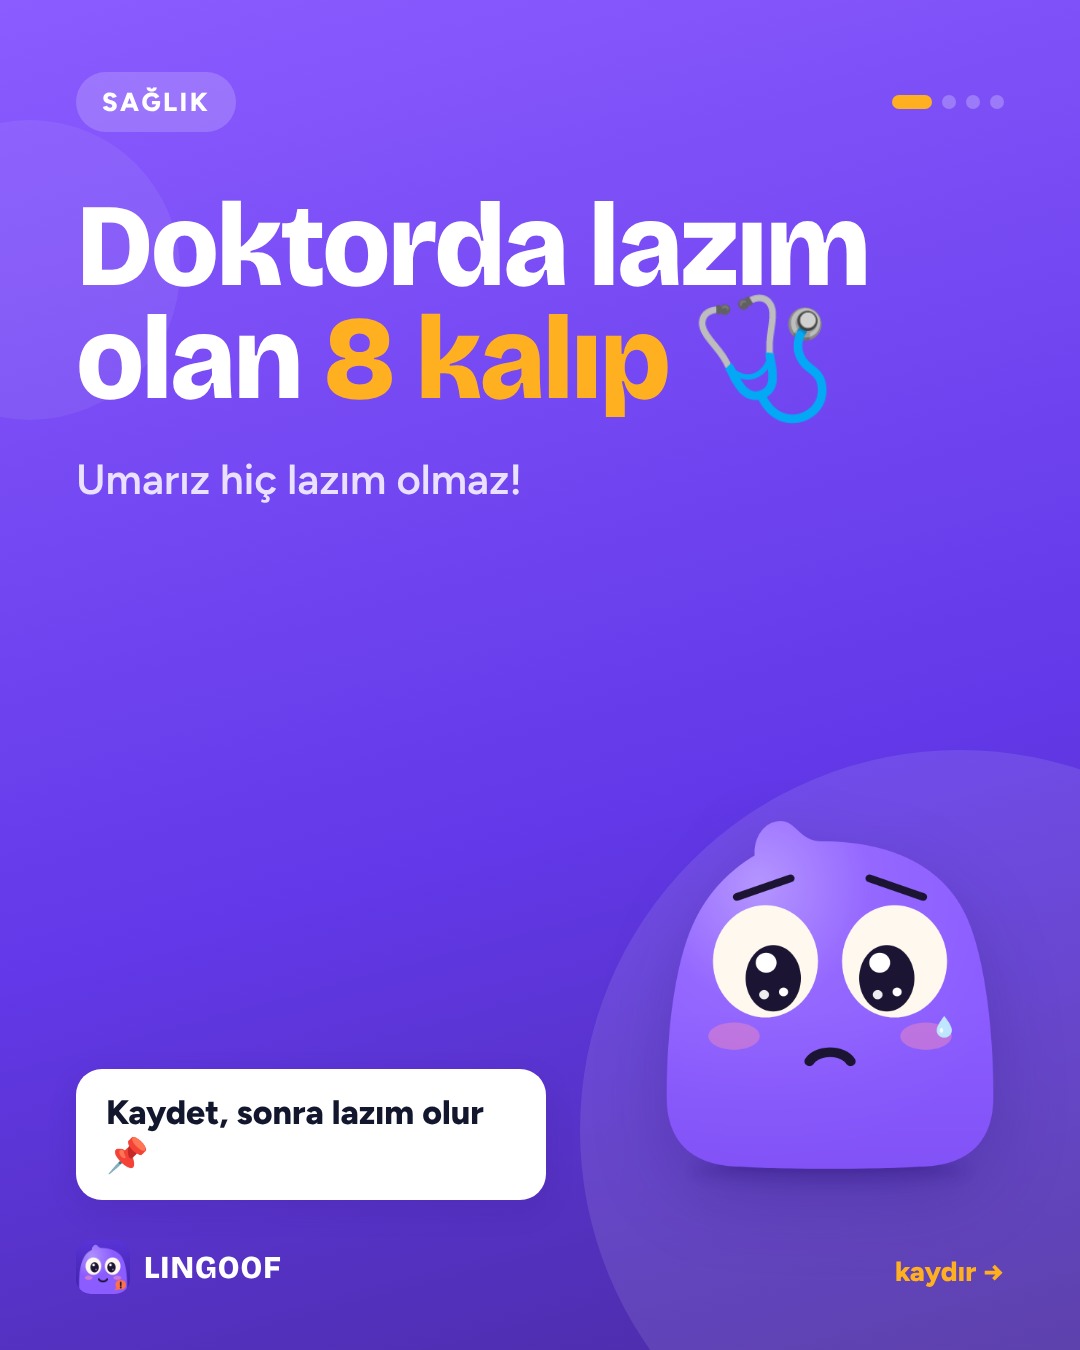 SAĞLIK
Doktorda lazım
olan 8 kalıp 🩺
Umarız hiç lazım olmaz!
Kaydet, sonra lazım olur
📌
LINGOOF
kaydır →